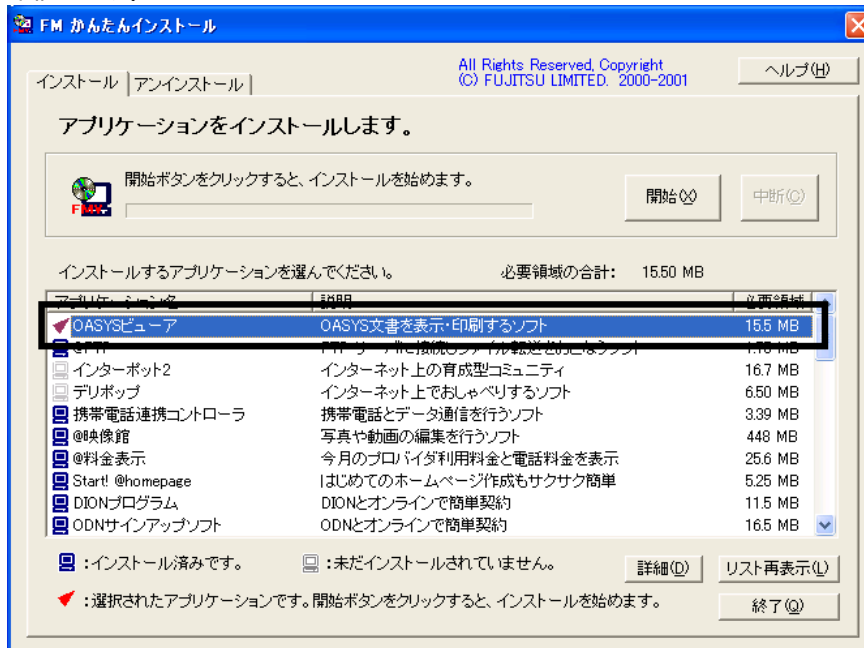 FM かんたんインストール
インストール アンインストール
All Rights Reserved, Copyright
(C) FUJITSU LIMITED. 2000-2001
ヘルプ(H)
アプリケーションをインストールします。
開始ボタンをクリックすると、インストールを始めます。
FMV
開始(X) 中断(C)
インストールするアプリケーションを選んでください。 必要領域の合計: 15.50 MB
アプリケーション名 説明 必要領域
OASYSビューア OASYS文書を表示・印刷するソフト 15.5 MB
@FTP
インターポット2 インターネット上の育成型コミュニティ 16.7 MB
デリポップ インターネット上でおしゃべりするソフト 6.50 MB
携帯電話連携コントローラ 携帯電話とデータ通信を行うソフト 3.39 MB
@映像館 写真や動画の編集を行うソフト 448 MB
@料金表示 今月のプロバイダ利用料金と電話料金を表示 25.6 MB
Start! @homepage はじめてのホームページ作成もサクサク簡単 5.25 MB
DIONプログラム DIONとオンラインで簡単契約 11.5 MB
ODNサインアップソフト ODNとオンラインで簡単契約 16.5 MB
:インストール済みです。 :未だインストールされていません。 詳細(D) リスト再表示(L)
:選択されたアプリケーションです。開始ボタンをクリックすると、インストールを始めます。 終了(Q)